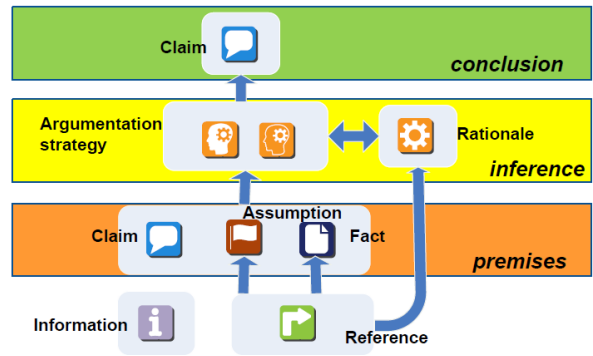 Claim
conclusion
Argumentation
strategy
Rationale
inference
Assumption
Claim
Fact
premises
Information
i
Reference